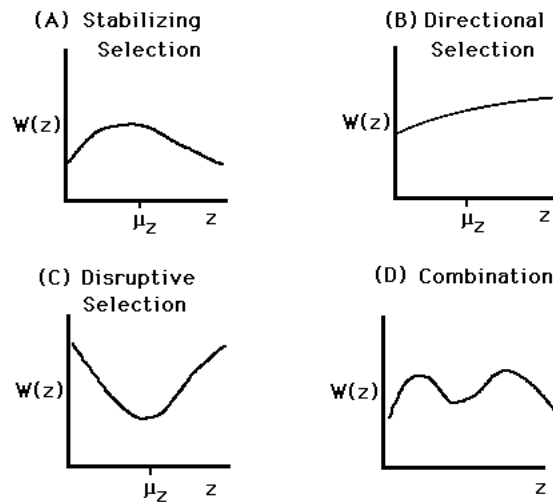 (A) Stabilizing
Selection
W(z)
μz z
(B) Directional
Selection
W(z)
μz z
(C) Disruptive
Selection
W(z)
μz z
(D) Combination
W(z)
z